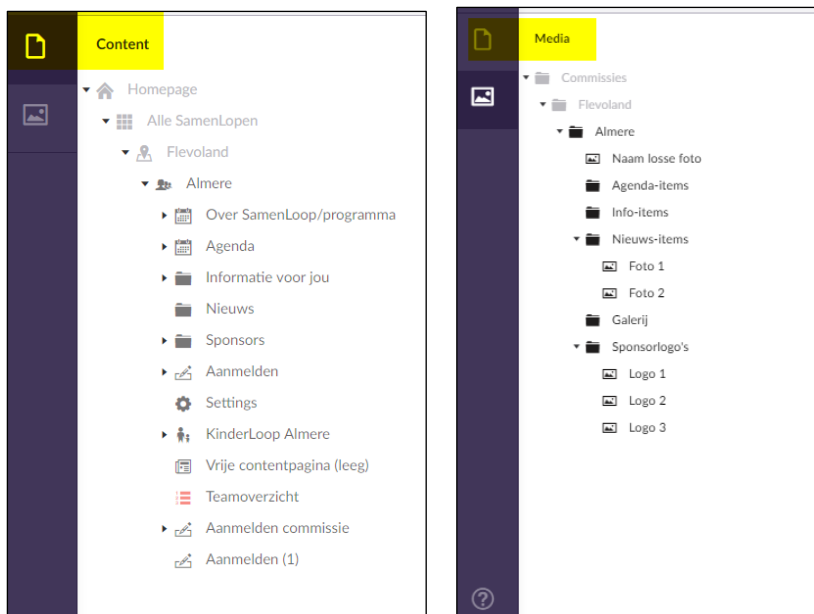 Content
Homepage
Alle SamenLopen
Flevoland
Almere
Over SamenLoop/programma
Agenda
Informatie voor jou
Nieuws
Sponsors
Aanmelden
Settings
KinderLoop Almere
Vrije contentpagina (leeg)
Teamoverzicht
Aanmelden commissie
Aanmelden (1)
Media
Commissies
Flevoland
Almere
Naam losse foto
Agenda-items
Info-items
Nieuws-items
Foto 1
Foto 2
Galerij
Sponsorlogo's
Logo 1
Logo 2
Logo 3